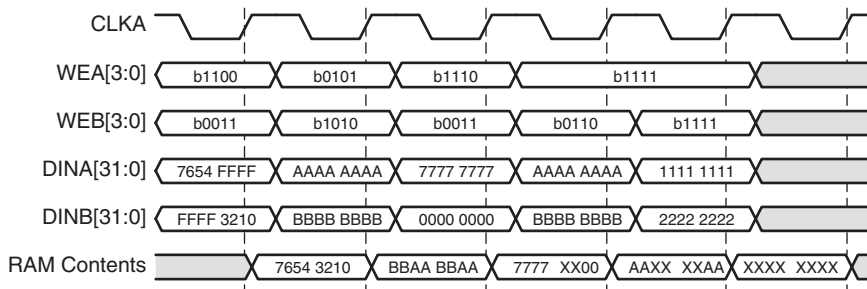 CLKA
WEA[3:0] b1100 b0101 b1110 b1111
WEB[3:0] b0011 b1010 b0011 b0110 b1111
DINA[31:0] 7654 FFFF AAAA AAAA 7777 7777 AAAA AAAA 1111 1111
DINB[31:0] FFFF 3210 BBBB BBBB 0000 0000 BBBB BBBB 2222 2222
RAM Contents 7654 3210 BBAA BBAA 7777 XX00 AAXX XXAA XXXX XXXX